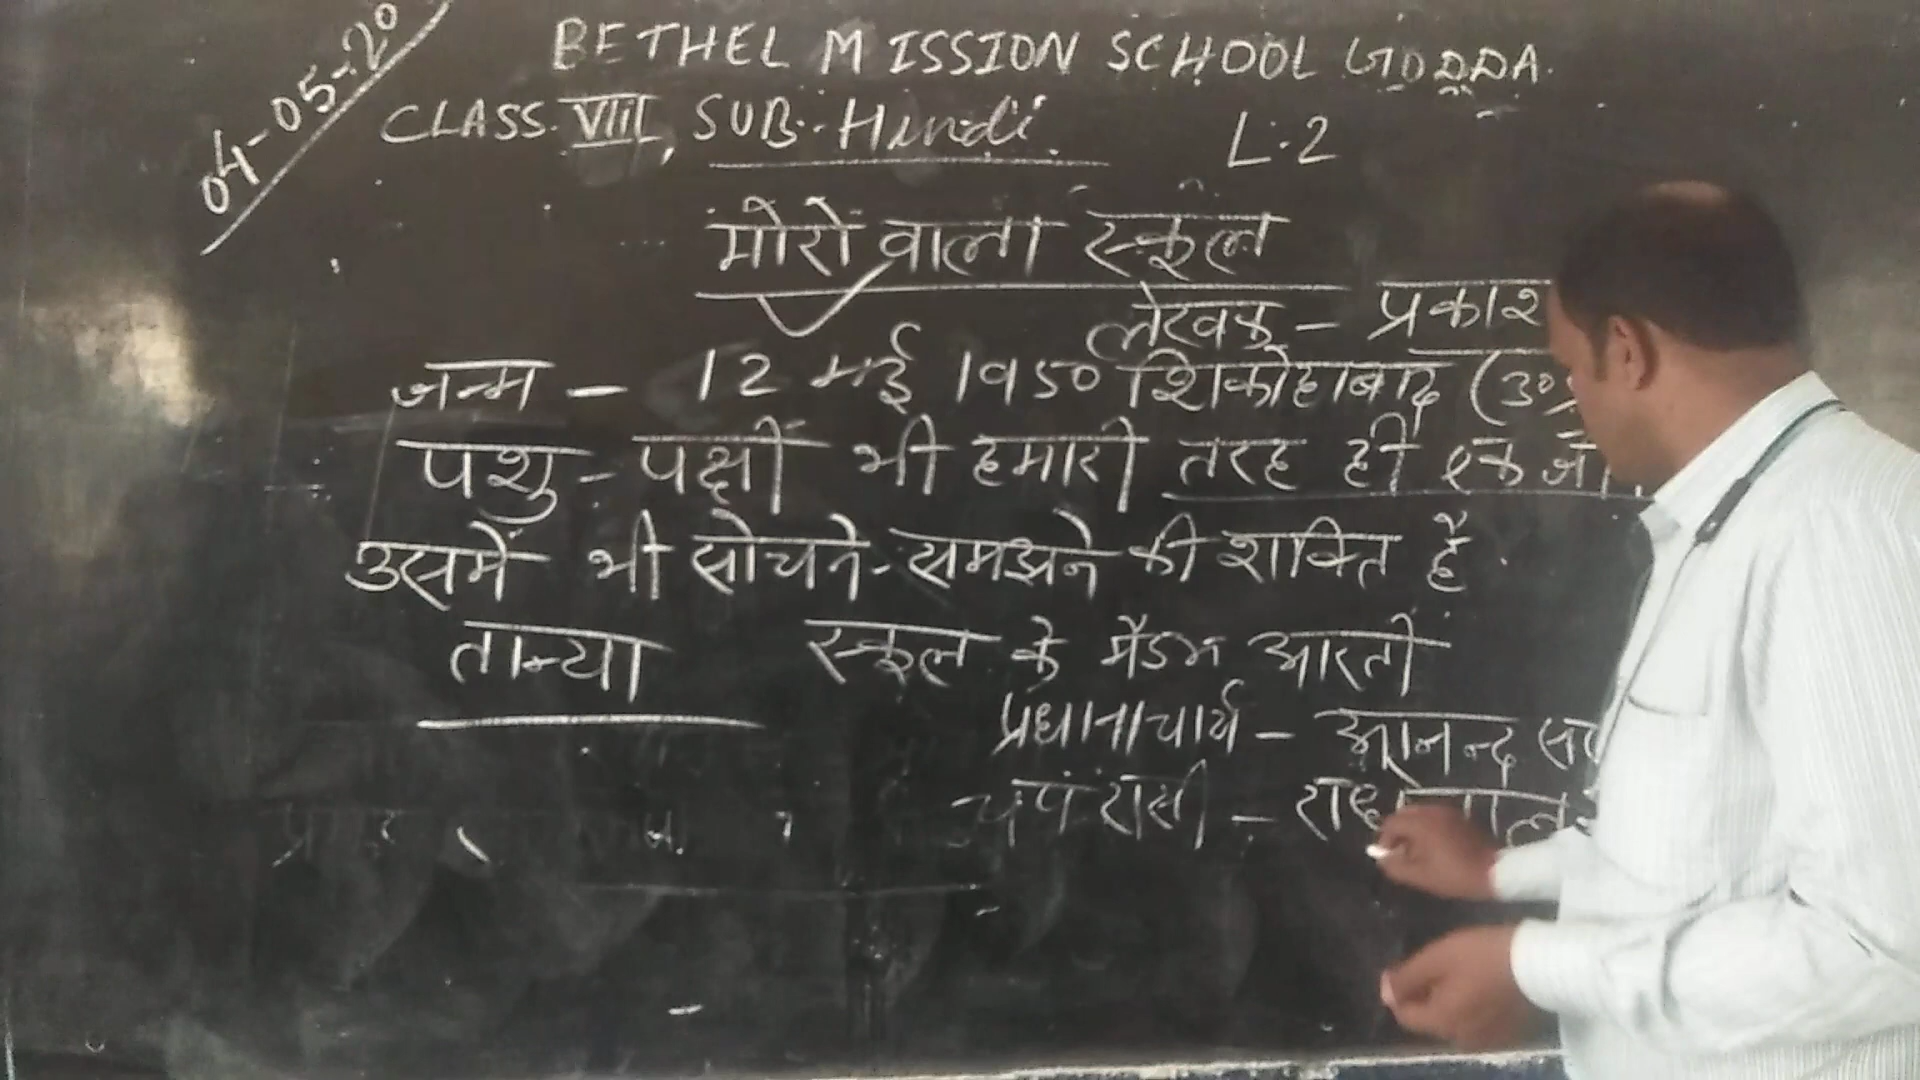 04-05-20
BETHEL MISSION SCHOOL GODDA.
CLASS. VIII, SUB:- Hindi. L.2
मोरों वाला स्कूल
लेखक - प्रकाश
जन्म - 12 मई 1950 शिकोहाबाद (उ०
पशु - पक्षी भी हमारी तरह ही एक
उसमें भी सोचने-समझने की शक्ति है.
तान्या स्कूल के मैडम आरती
प्रधानाचार्य - आनन्द
चपरासी -